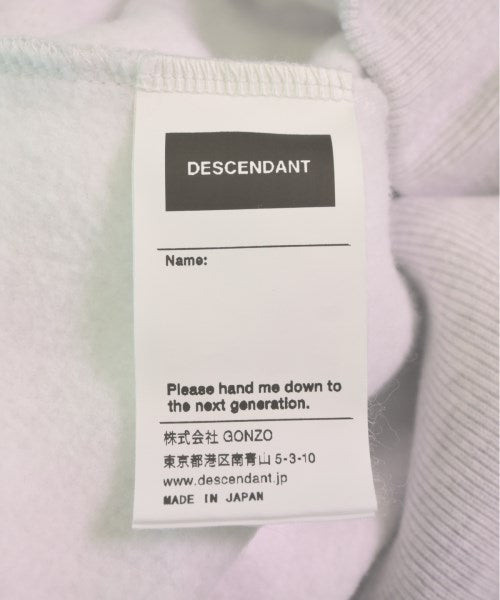 DESCENDANT
Name:
Please hand me down to
the next generation.
株式会社 GONZO
東京都港区南青山 5-3-10
www.descendant.jp
MADE IN JAPAN